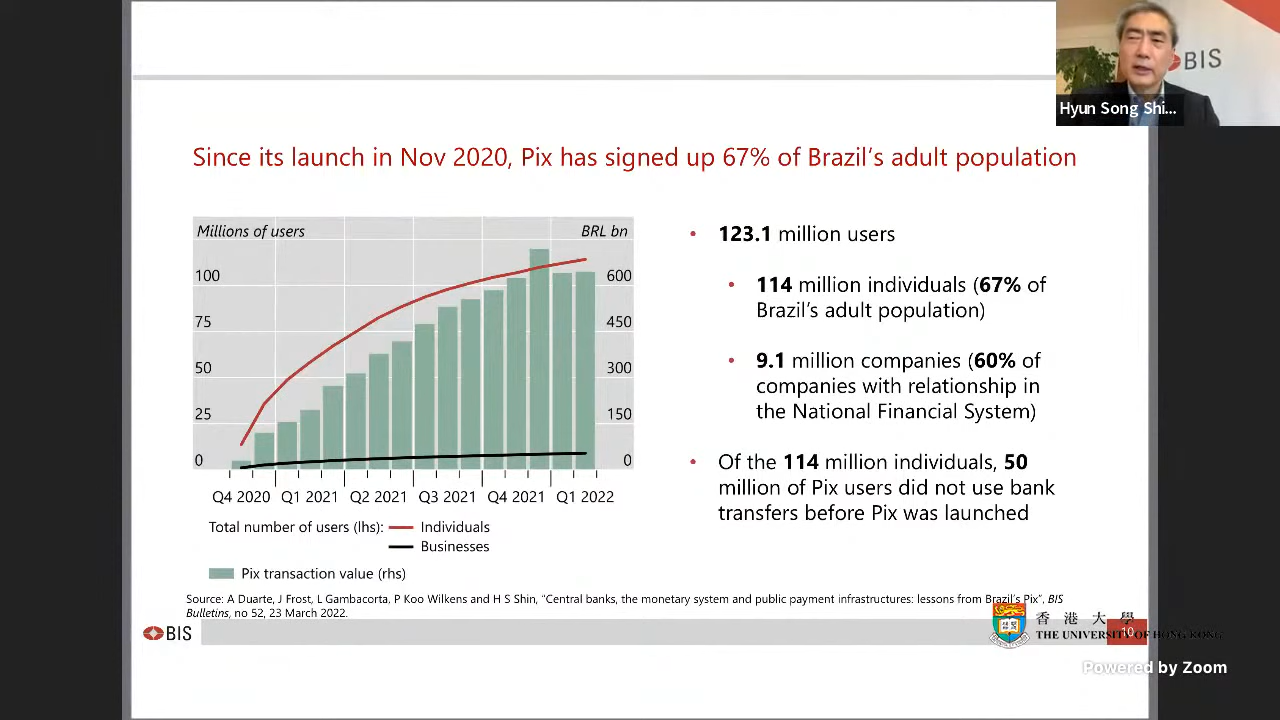 BIS
Hyun Song Shi...
Since its launch in Nov 2020, Pix has signed up 67% of Brazil's adult population
Millions of users
BRL bn
100
75
50
25
0
600
450
300
150
0
Q4 2020 Q1 2021 Q2 2021 Q3 2021 Q4 2021 Q1 2022
Total number of users (lhs): Individuals
Businesses
Pix transaction value (rhs)
• 123.1 million users
• 114 million individuals (67% of
Brazil's adult population)
• 9.1 million companies (60% of
companies with relationship in
the National Financial System)
• Of the 114 million individuals, 50
million of Pix users did not use bank
transfers before Pix was launched
Source: A Duarte, J Frost, L Gambacorta, P Koo Wilkens and H S Shin, "Central banks, the monetary system and public payment infrastructures: lessons from Brazil's Pix", BIS
Bulletins, no 52, 23 March 2022.
BIS
香港大學
THE UNIVERSITY OF HONG KONG
10
Powered by Zoom